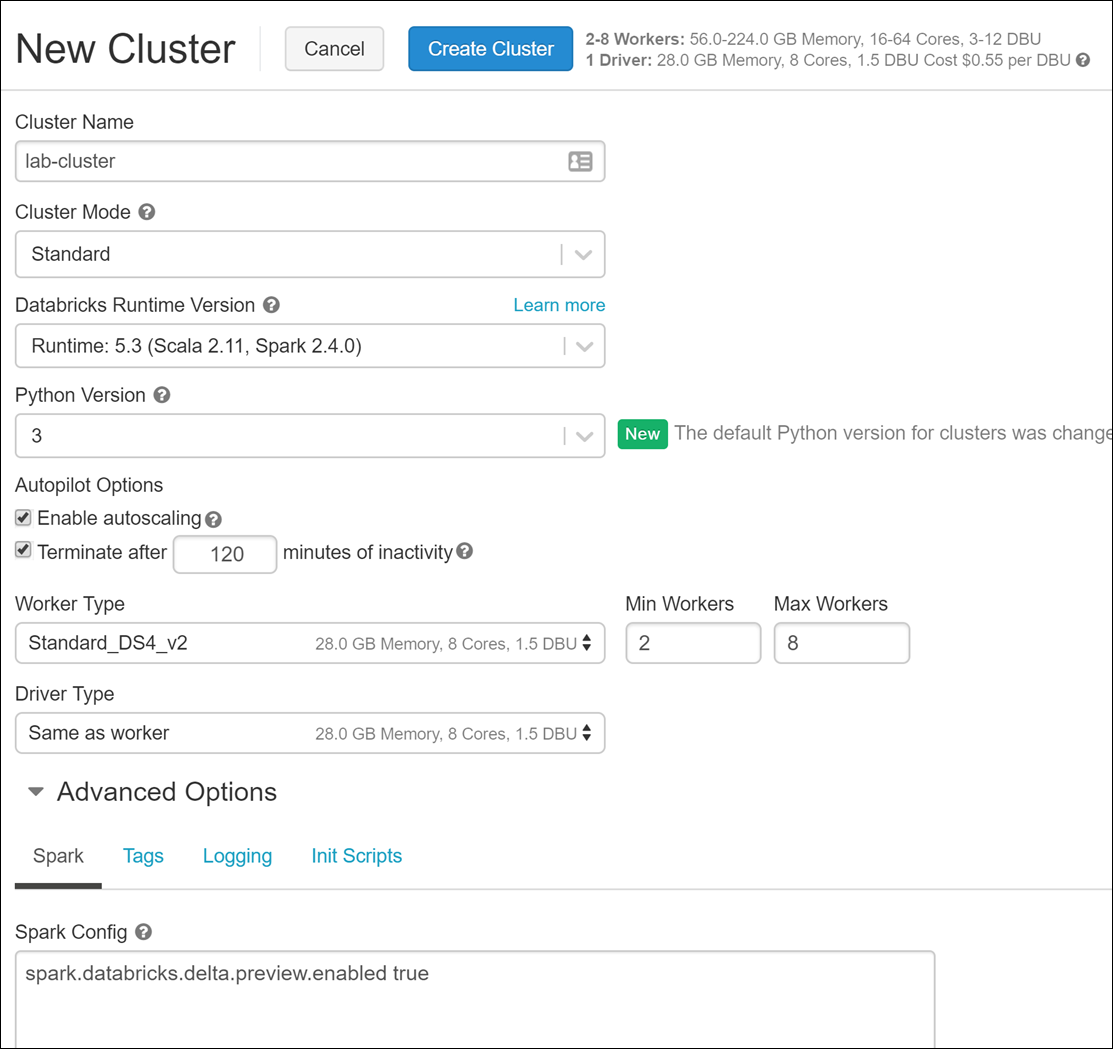 New Cluster
Cancel
Create Cluster
2-8 Workers: 56.0-224.0 GB Memory, 16-64 Cores, 3-12 DBU
1 Driver: 28.0 GB Memory, 8 Cores, 1.5 DBU Cost $0.55 per DBU ?
Cluster Name
lab-cluster
Cluster Mode ?
Standard
Databricks Runtime Version ? Learn more
Runtime: 5.3 (Scala 2.11, Spark 2.4.0)
Python Version ?
3
New The default Python version for clusters was change
Autopilot Options
Enable autoscaling ?
Terminate after 120 minutes of inactivity ?
Worker Type Min Workers Max Workers
Standard_DS4_v2 28.0 GB Memory, 8 Cores, 1.5 DBU 2 8
Driver Type
Same as worker 28.0 GB Memory, 8 Cores, 1.5 DBU
Advanced Options
Spark Tags Logging Init Scripts
Spark Config ?
spark.databricks.delta.preview.enabled true